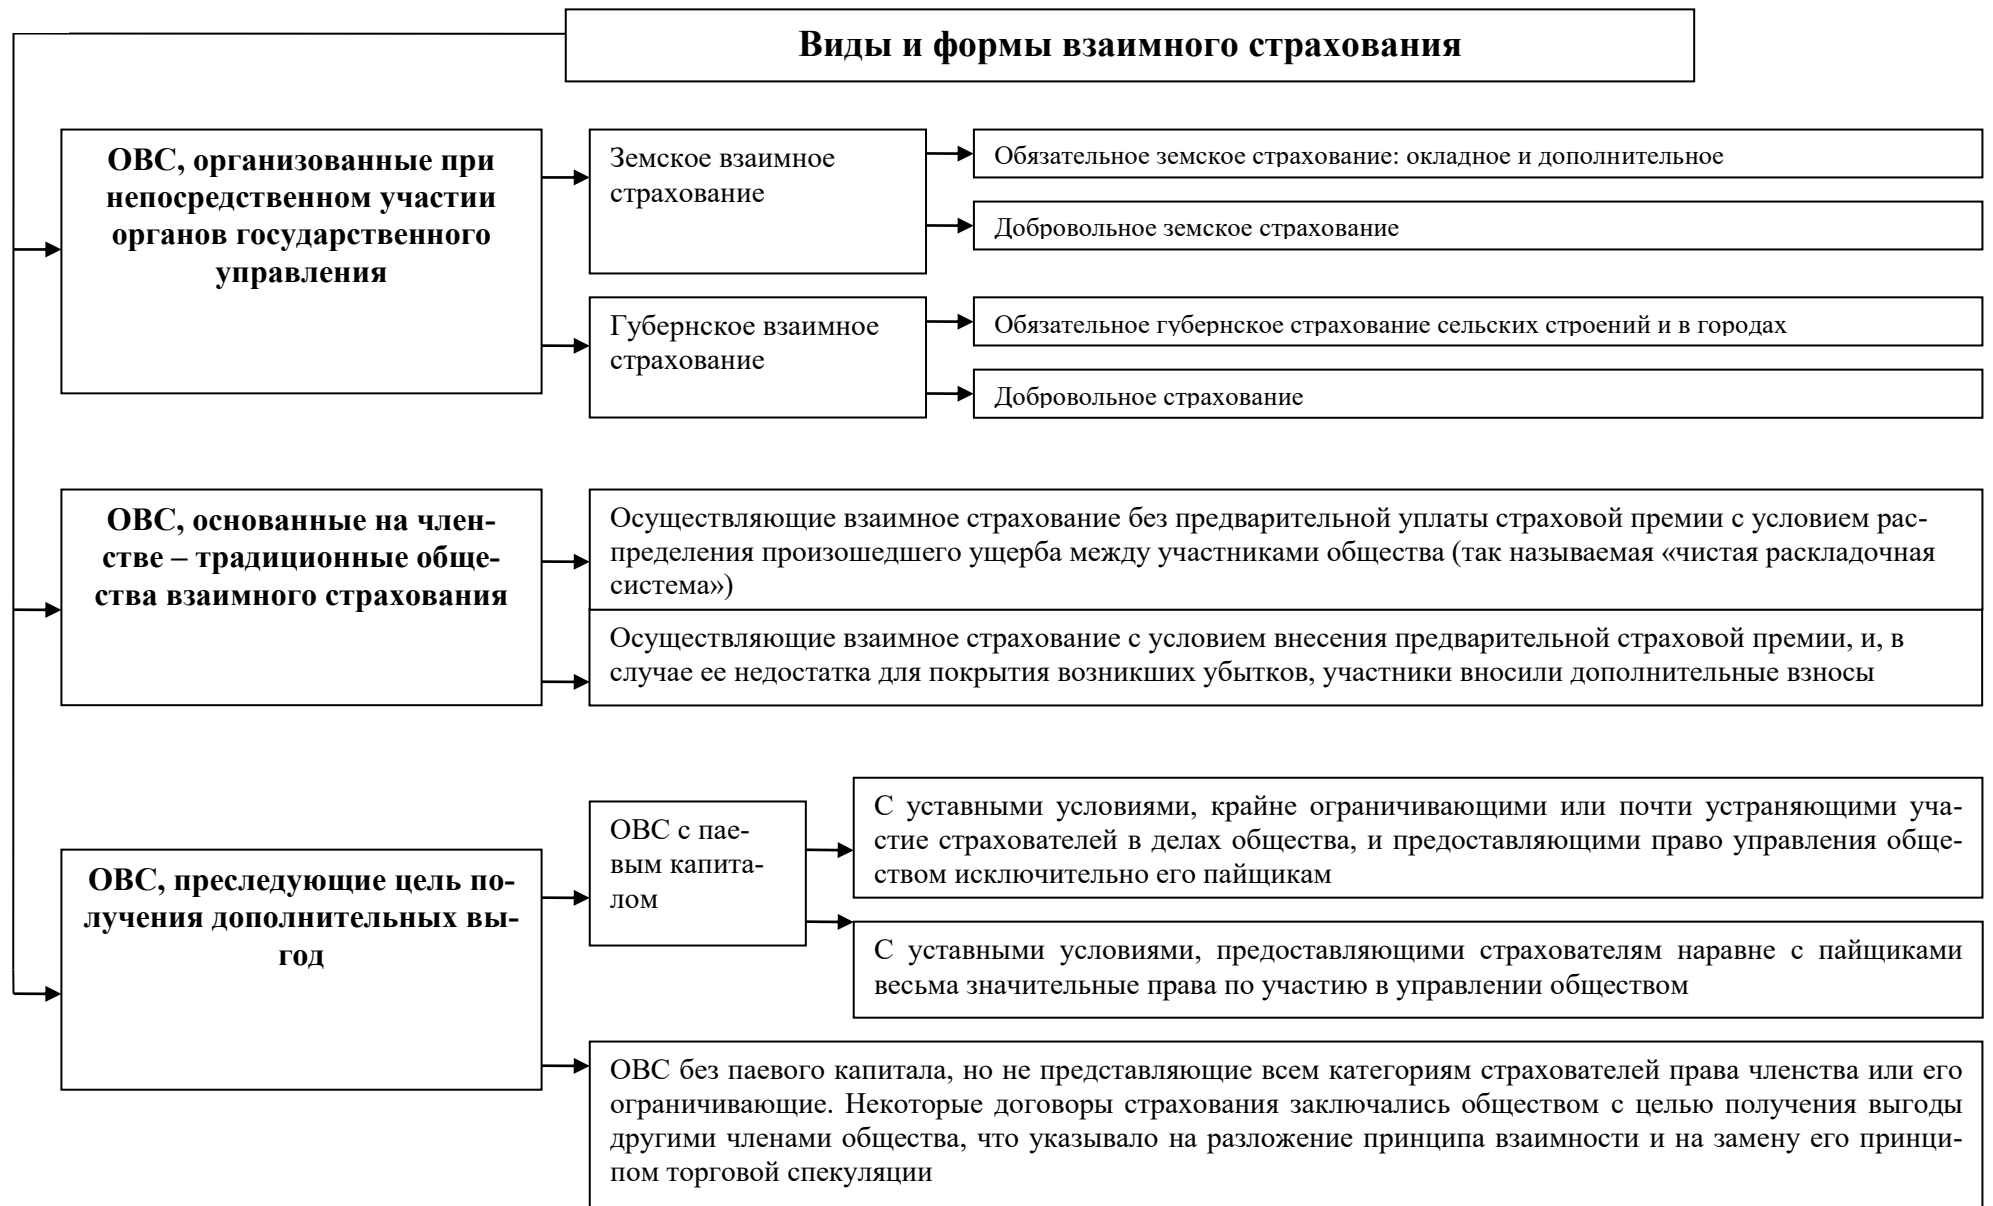 Виды и формы взаимного страхования
ОВС, организованные при
непосредственном участии
органов государственного
управления
Земское взаимное
страхование
Обязательное земское страхование: окладное и дополнительное
Добровольное земское страхование
Губернское взаимное
страхование
Обязательное губернское страхование сельских строений и в городах
Добровольное страхование
ОВС, основанные на член-
стве – традиционные обще-
ства взаимного страхования
Осуществляющие взаимное страхование без предварительной уплаты страховой премии с условием рас-
пределения произошедшего ущерба между участниками общества (так называемая «чистая раскладочная
система»)
Осуществляющие взаимное страхование с условием внесения предварительной страховой премии, и, в
случае ее недостатка для покрытия возникших убытков, участники вносили дополнительные взносы
ОВС, преследующие цель по-
лучения дополнительных вы-
год
ОВС с пае-
вым капита-
лом
С уставными условиями, крайне ограничивающими или почти устраняющими уча-
стие страхователей в делах общества, и предоставляющими право управления обще-
ством исключительно его пайщикам
С уставными условиями, предоставляющими страхователям наравне с пайщиками
весьма значительные права по участию в управлении обществом
ОВС без паевого капитала, но не представляющие всем категориям страхователей права членства или его
ограничивающие. Некоторые договоры страхования заключались обществом с целью получения выгоды
другими членами общества, что указывало на разложение принципа взаимности и на замену его принци-
пом торговой спекуляции